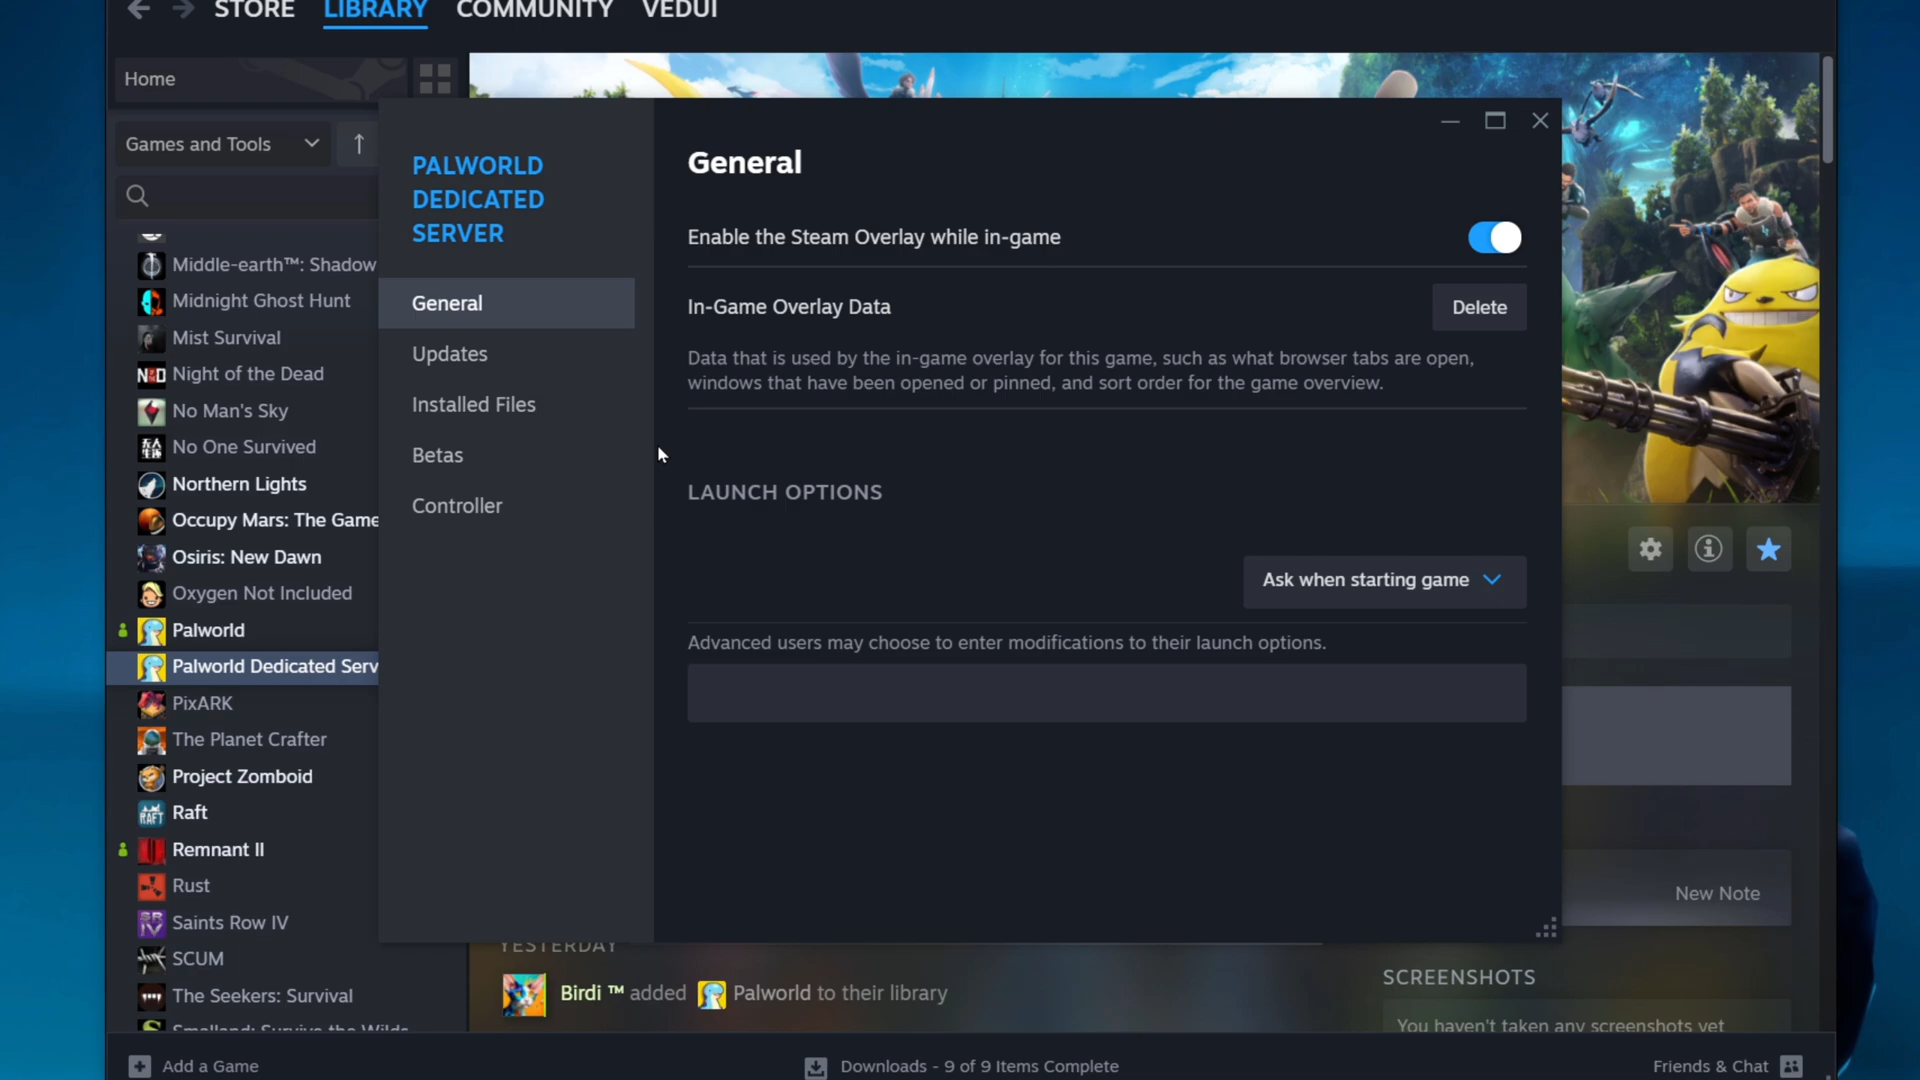 STORE
LIBRARY
COMMUNITY
VEDUI
Home
Games and Tools
Middle-earth™: Shadow
Midnight Ghost Hunt
Mist Survival
Night of the Dead
No Man's Sky
No One Survived
Northern Lights
Occupy Mars: The Game
Osiris: New Dawn
Oxygen Not Included
Palworld
Palworld Dedicated Serv
PixARK
The Planet Crafter
Project Zomboid
Raft
Remnant II
Rust
Saints Row IV
SCUM
The Seekers: Survival
Smalland: Survive the Wilds
PALWORLD
DEDICATED
SERVER
General
Updates
Installed Files
Betas
Controller
General
Enable the Steam Overlay while in-game
In-Game Overlay Data
Delete
Data that is used by the in-game overlay for this game, such as what browser tabs are open,
windows that have been opened or pinned, and sort order for the game overview.
LAUNCH OPTIONS
Ask when starting game
Advanced users may choose to enter modifications to their launch options.
New Note
YESTERDAY
Birdi ™ added Palworld to their library
SCREENSHOTS
You haven't taken any screenshots yet
Add a Game
Downloads - 9 of 9 Items Complete
Friends & Chat